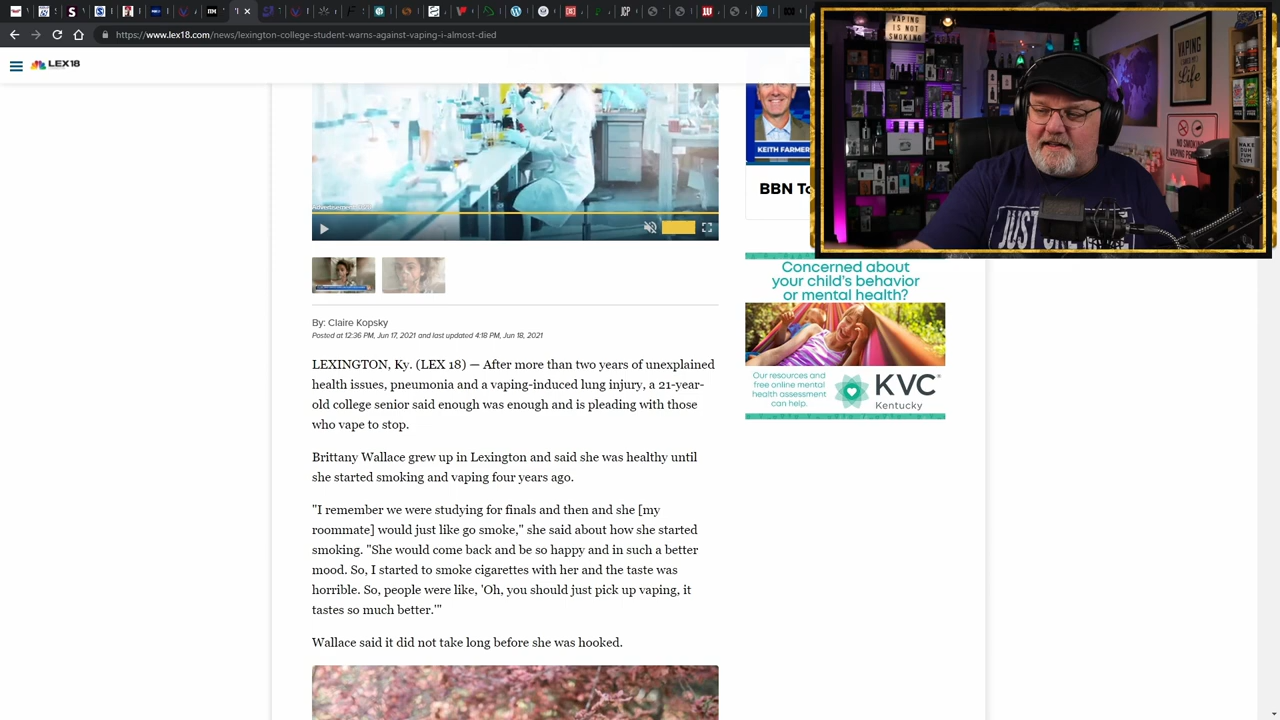 https://www.lex18.com/news/lexington-college-student-warns-against-vaping-i-almost-died
LEX18
VAPING
IS NOT
SMOKING
VAPING
Life
NO SMOKING
MAKE
DUH
FUN
CUPS!
JUST
KEITH FARMER
BBN To
Concerned about
your child's behavior
or mental health?
Our resources and
free online mental
health assessment
can help.
KVC
Kentucky
By: Claire Kopsky
Posted at 12:36 PM, Jun 17, 2021 and last updated 4:18 PM, Jun 18, 2021
LEXINGTON, Ky. (LEX 18) — After more than two years of unexplained
health issues, pneumonia and a vaping-induced lung injury, a 21-year-
old college senior said enough was enough and is pleading with those
who vape to stop.
Brittany Wallace grew up in Lexington and said she was healthy until
she started smoking and vaping four years ago.
"I remember we were studying for finals and then and she [my
roommate] would just like go smoke," she said about how she started
smoking. "She would come back and be so happy and in such a better
mood. So, I started to smoke cigarettes with her and the taste was
horrible. So, people were like, 'Oh, you should just pick up vaping, it
tastes so much better.'"
Wallace said it did not take long before she was hooked.